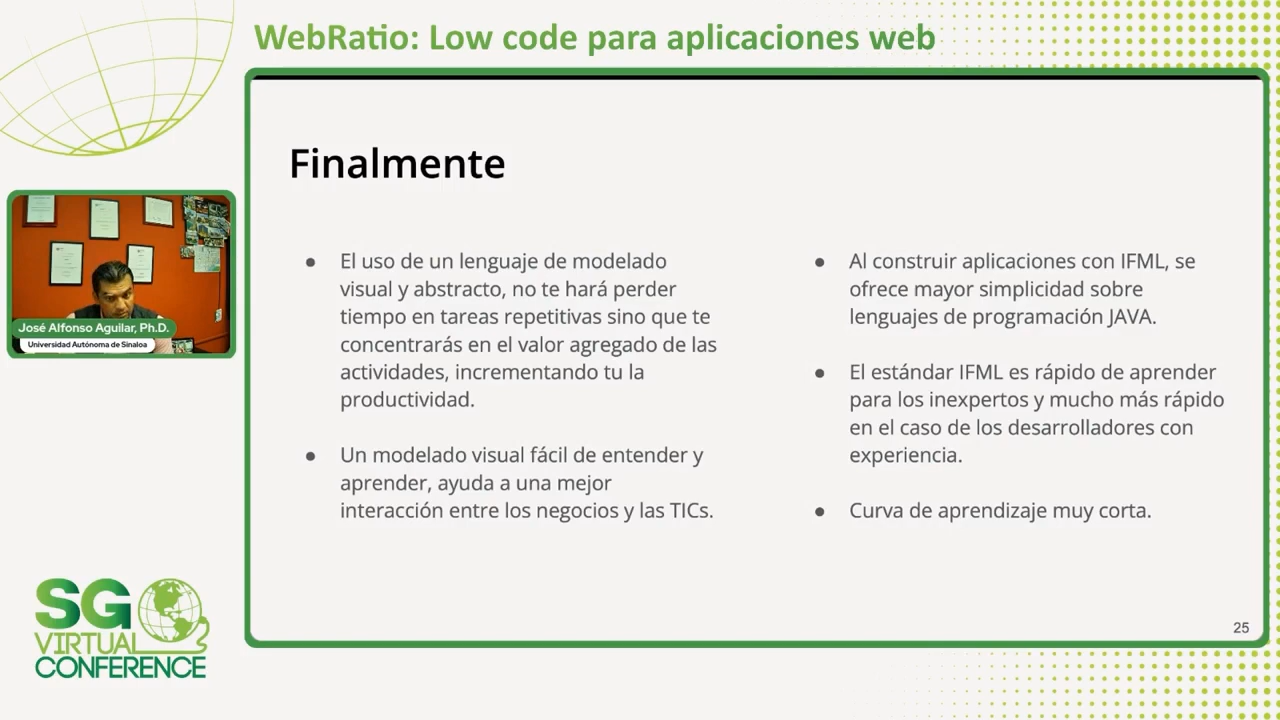 WebRatio: Low code para aplicaciones web
Finalmente
● El uso de un lenguaje de modelado
visual y abstracto, no te hará perder
tiempo en tareas repetitivas sino que te
concentrarás en el valor agregado de las
actividades, incrementando tu la
productividad.
● Un modelado visual fácil de entender y
aprender, ayuda a una mejor
interacción entre los negocios y las TICs.
● Al construir aplicaciones con IFML, se
ofrece mayor simplicidad sobre
lenguajes de programación JAVA.
● El estándar IFML es rápido de aprender
para los inexpertos y mucho más rápido
en el caso de los desarrolladores con
experiencia.
● Curva de aprendizaje muy corta.
25
José Alfonso Aguilar, Ph.D.
Universidad Autónoma de Sinaloa
SG
VIRTUAL
CONFERENCE